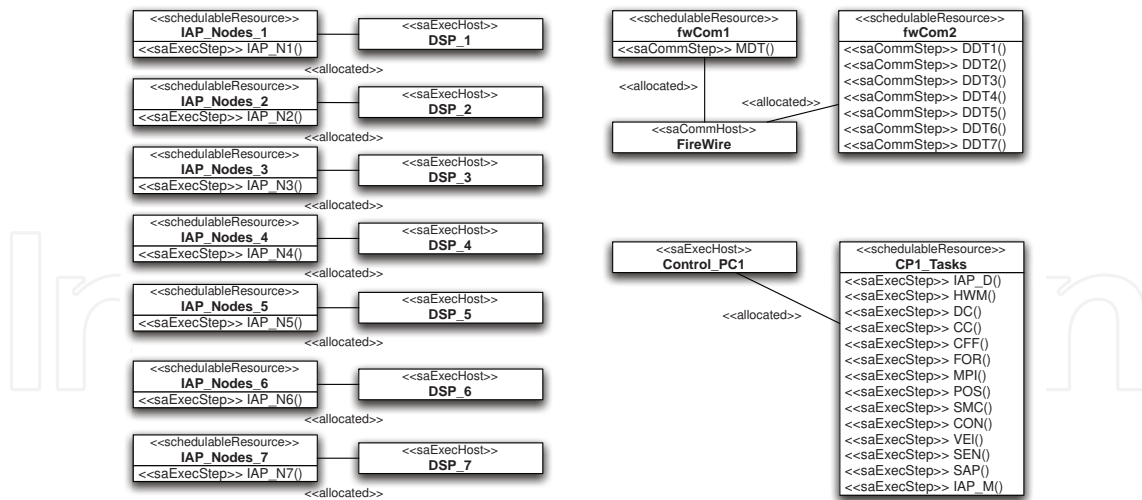 <<schedulableResource>>
IAP_Nodes_1
<<saExecStep>> IAP_N1()
<<saExecHost>>
DSP_1
<<allocated>>
<<schedulableResource>>
IAP_Nodes_2
<<saExecStep>> IAP_N2()
<<saExecHost>>
DSP_2
<<allocated>>
<<schedulableResource>>
IAP_Nodes_3
<<saExecStep>> IAP_N3()
<<saExecHost>>
DSP_3
<<allocated>>
<<schedulableResource>>
IAP_Nodes_4
<<saExecStep>> IAP_N4()
<<saExecHost>>
DSP_4
<<allocated>>
<<schedulableResource>>
IAP_Nodes_5
<<saExecStep>> IAP_N5()
<<saExecHost>>
DSP_5
<<allocated>>
<<schedulableResource>>
IAP_Nodes_6
<<saExecStep>> IAP_N6()
<<saExecHost>>
DSP_6
<<allocated>>
<<schedulableResource>>
IAP_Nodes_7
<<saExecStep>> IAP_N7()
<<saExecHost>>
DSP_7
<<allocated>>
<<schedulableResource>>
fwCom1
<<saCommStep>> MDT()
<<allocated>>
<<allocated>>
<<saCommHost>>
FireWire
<<schedulableResource>>
fwCom2
<<saCommStep>> DDT1()
<<saCommStep>> DDT2()
<<saCommStep>> DDT3()
<<saCommStep>> DDT4()
<<saCommStep>> DDT5()
<<saCommStep>> DDT6()
<<saCommStep>> DDT7()
<<saExecHost>>
Control_PC1
<<allocated>>
<<schedulableResource>>
CP1_Tasks
<<saExecStep>> IAP_D()
<<saExecStep>> HWM()
<<saExecStep>> DC()
<<saExecStep>> CC()
<<saExecStep>> CFF()
<<saExecStep>> FOR()
<<saExecStep>> MPI()
<<saExecStep>> POS()
<<saExecStep>> SMC()
<<saExecStep>> CON()
<<saExecStep>> VEI()
<<saExecStep>> SEN()
<<saExecStep>> SAP()
<<saExecStep>> IAP_M()